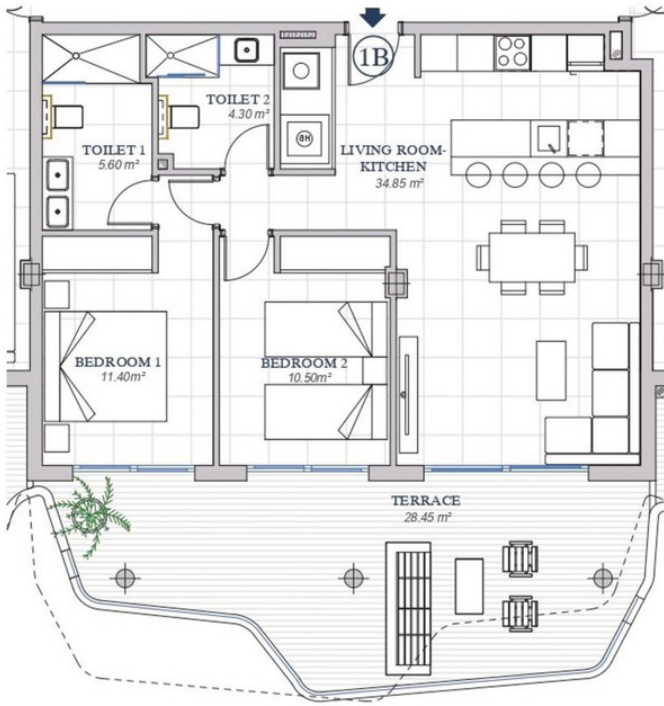 1B
TOILET 2
4.30 m²
TOILET 1
5.60 m²
HB
LIVING ROOM-
KITCHEN
34.85 m²
BEDROOM 1
11.40m²
BEDROOM 2
10.50m²
TERRACE
28.45 m²